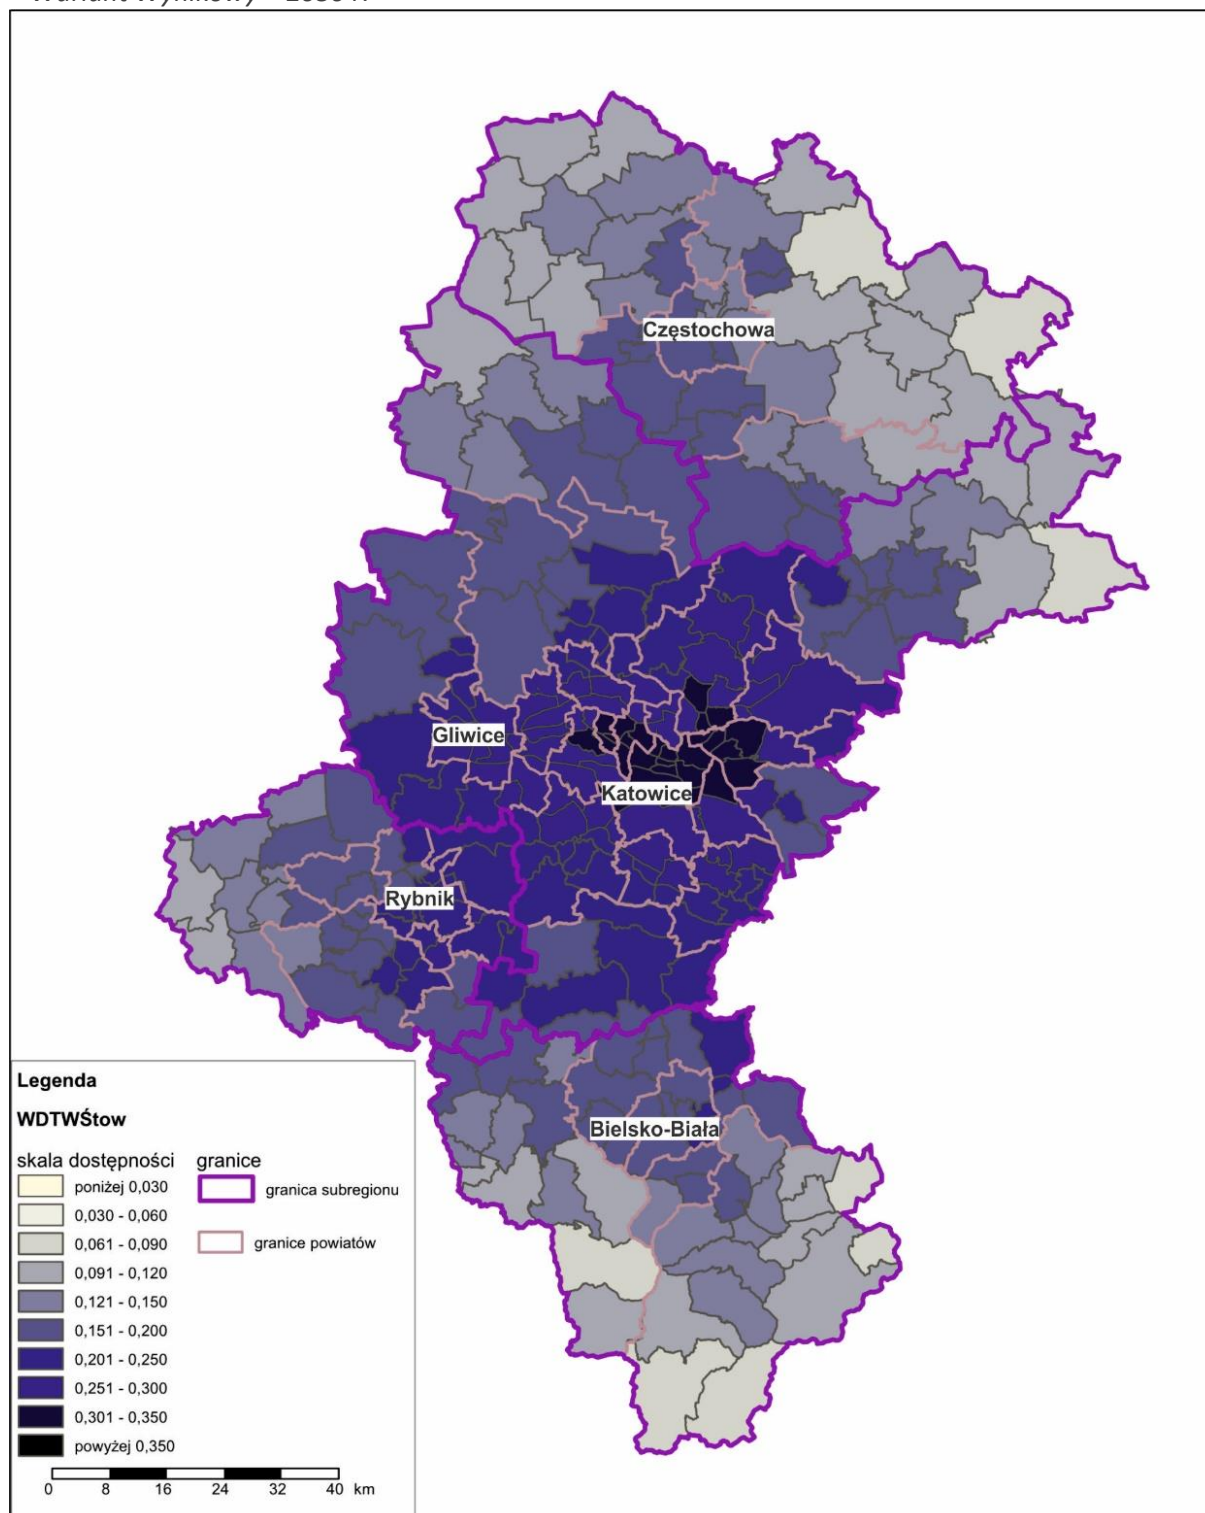 Częstochowa
Gliwice
Katowice
Rybnik
Bielsko-Biała
Legenda
WDTWŚtow
skala dostępności granice
poniżej 0,030
granica subregionu
0,030 - 0,060
0,061 - 0,090
granice powiatów
0,091 - 0,120
0,121 - 0,150
0,151 - 0,200
0,201 - 0,250
0,251 - 0,300
0,301 - 0,350
powyżej 0,350
0 8 16 24 32 40 km